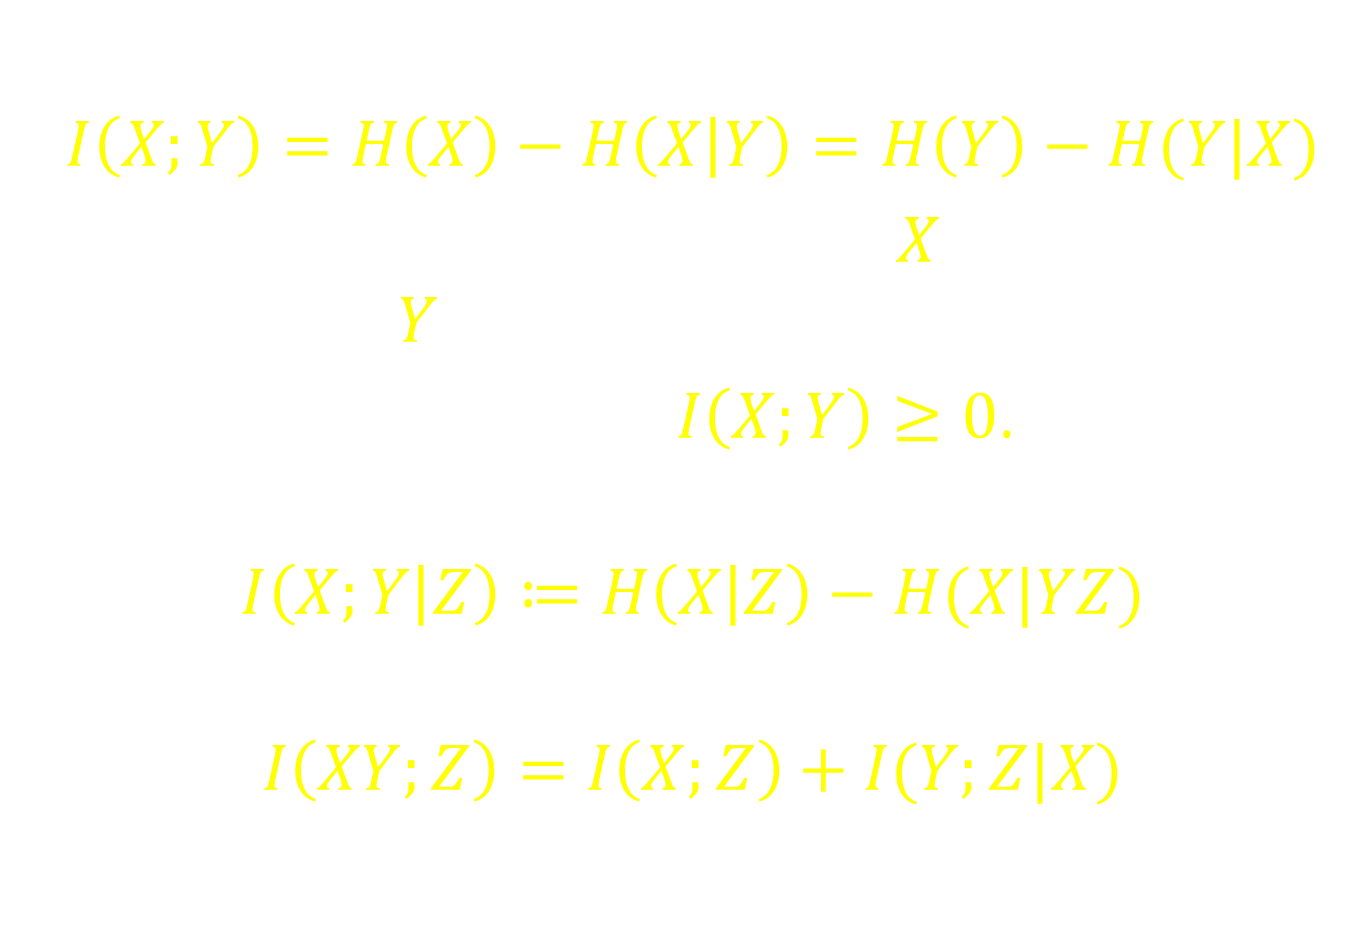 I(X; Y) = H(X) − H(X|Y) = H(Y) − H(Y|X)
X
Y
I(X; Y) ≥ 0.
I(X; Y|Z) ≔ H(X|Z) − H(X|YZ)
I(XY; Z) = I(X; Z) + I(Y; Z|X)